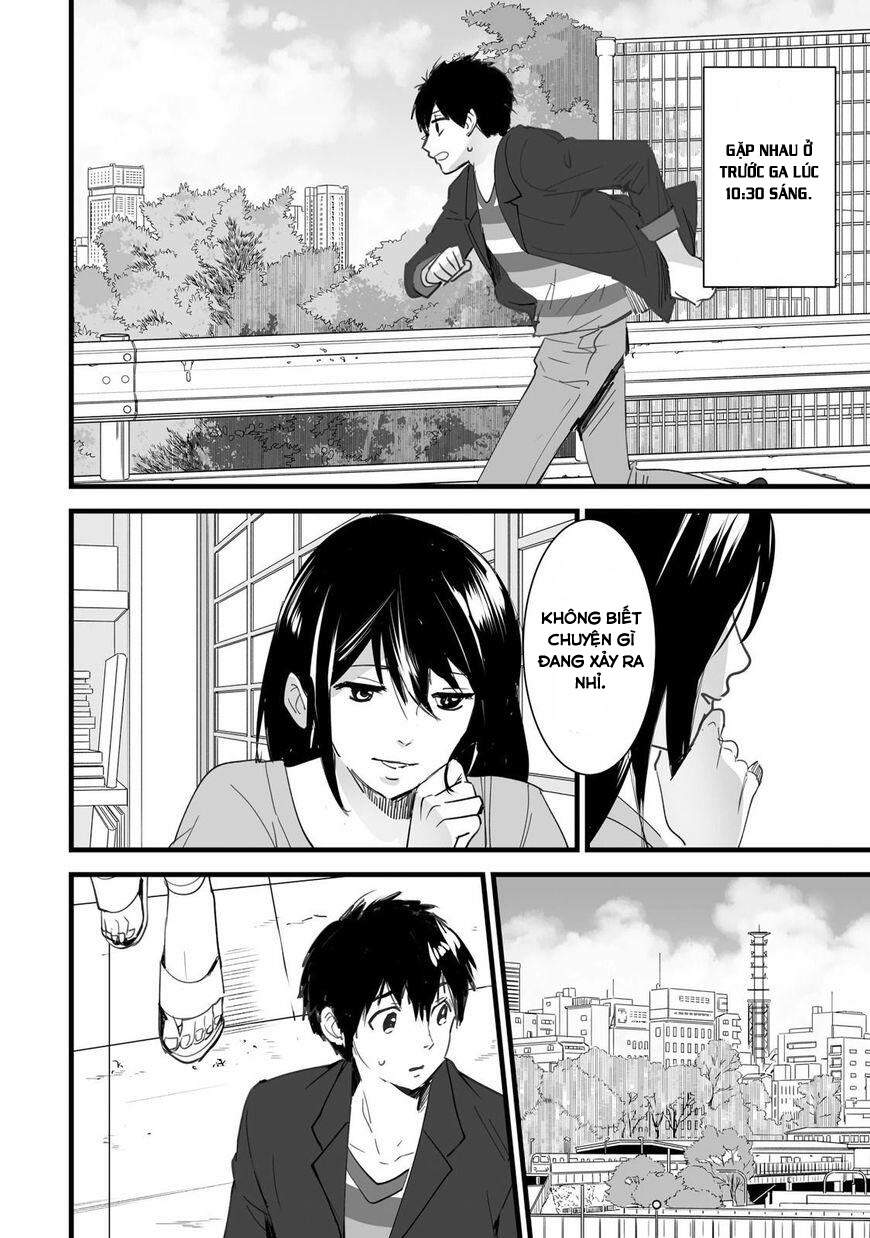 GẶP NHAU Ở
TRƯỚC GA LÚC
10:30 SÁNG.
KHÔNG BIẾT
CHUYỆN GÌ
ĐANG XẢY RA
NHỈ.